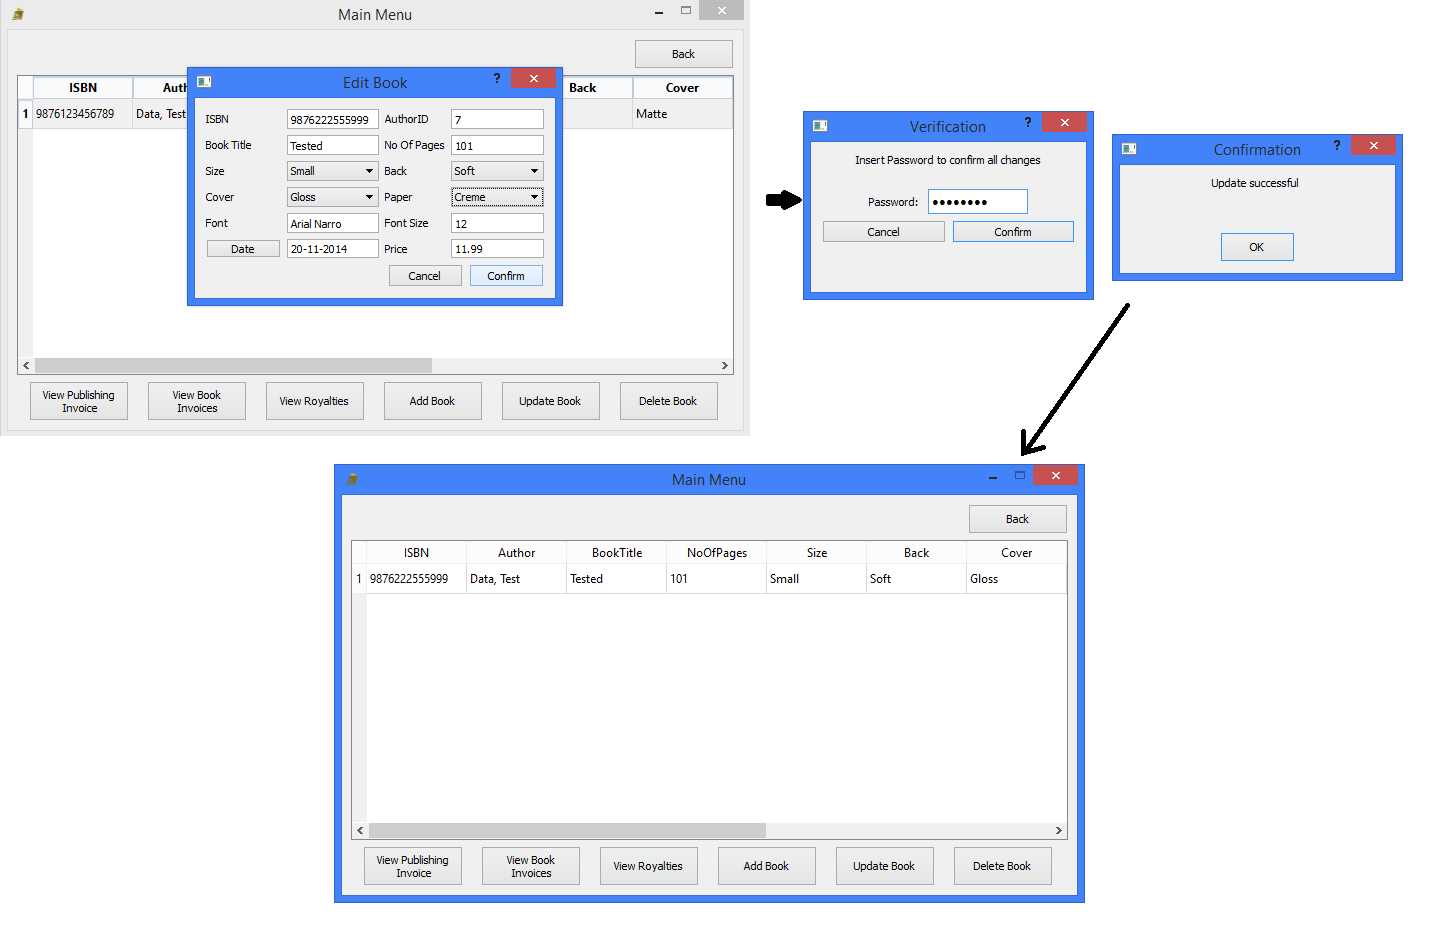 Main Menu
Back
ISBN Auth Back Cover
1 9876123456789 Data, Test Matte
Edit Book ?
ISBN 9876222555999 AuthorID 7
Book Title Tested No Of Pages 101
Size Small Back Soft
Cover Gloss Paper Creme
Font Arial Narro Font Size 12
Date 20-11-2014 Price 11.99
Cancel Confirm
View Publishing
Invoice
View Book
Invoices
View Royalties
Add Book
Update Book
Delete Book
Verification ?
Insert Password to confirm all changes
Password: ●●●●●●●●
Cancel Confirm
Confirmation ?
Update successful
OK
Main Menu
Back
ISBN Author BookTitle NoOfPages Size Back Cover
1 9876222555999 Data, Test Tested 101 Small Soft Gloss
View Publishing
Invoice
View Book
Invoices
View Royalties
Add Book
Update Book
Delete Book